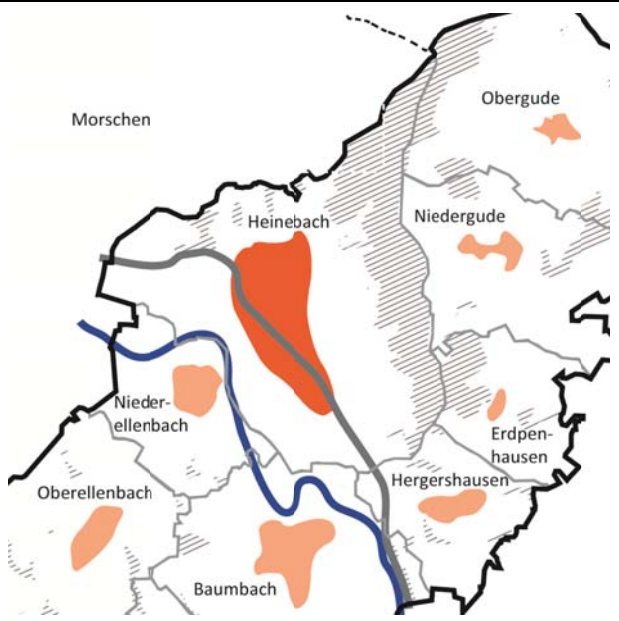 Obergude
Morschen
Heinebach
Niedergude
Nieder-
ellenbach
Erdpen-
hausen
Hergershausen
Oberellenbach
Baumbach